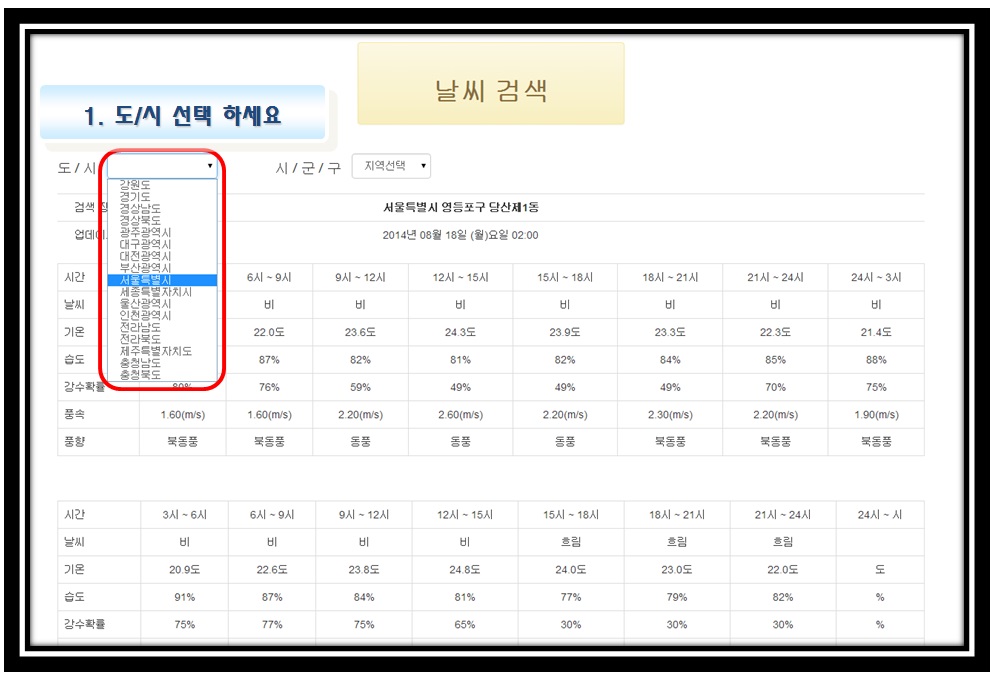 날씨 검색
1. 도/시 선택 하세요
도 / 시 시 / 군 / 구 지역선택
강원도
경기도
경상남도
경상북도
광주광역시
대구광역시
대전광역시
부산광역시
서울특별시
세종특별자치시
울산광역시
인천광역시
전라남도
전라북도
제주특별자치도
충청남도
충청북도
검색 서울특별시 영등포구 당산제1동
2014년 08월 18일 (월)요일 02:00
시간 6시 ~ 9시 9시 ~ 12시 12시 ~ 15시 15시 ~ 18시 18시 ~ 21시 21시 ~ 24시 24시 ~ 3시
날씨 비 비 비 비 비 비 비
기온 22.0도 23.6도 24.3도 23.9도 23.3도 22.3도 21.4도
습도 87% 82% 81% 82% 84% 85% 88%
강수확률 80% 76% 59% 49% 49% 49% 70% 75%
풍속 1.60(m/s) 1.60(m/s) 2.20(m/s) 2.60(m/s) 2.20(m/s) 2.30(m/s) 2.20(m/s) 1.90(m/s)
풍향 북동풍 북동풍 동풍 동풍 동풍 북동풍 북동풍 북동풍
시간 3시 ~ 6시 6시 ~ 9시 9시 ~ 12시 12시 ~ 15시 15시 ~ 18시 18시 ~ 21시 21시 ~ 24시 24시 ~ 시
날씨 비 비 비 비 흐림 흐림 흐림
기온 20.9도 22.6도 23.8도 24.8도 24.0도 23.0도 22.0도 도
습도 91% 87% 84% 81% 77% 79% 82% %
강수확률 75% 77% 75% 65% 30% 30% 30% %